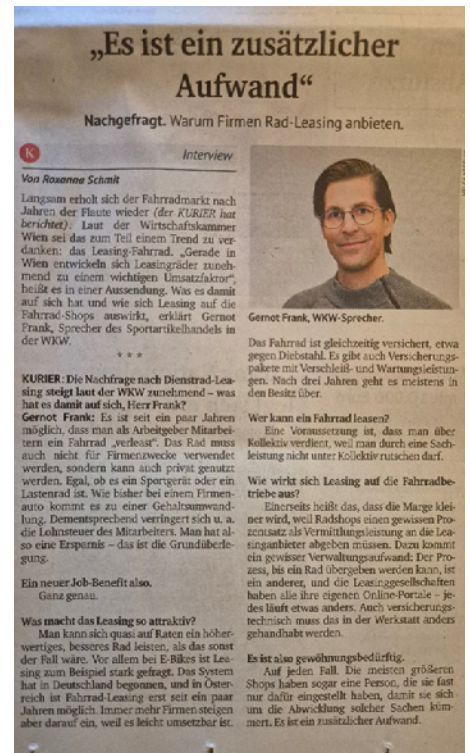 „Es ist ein zusätzlicher
Aufwand“
Nachgefragt. Warum Firmen Rad-Leasing anbieten.
K
Interview
Von Roxanna Schmit
Langsam erholt sich der Fahrradmarkt nach
Jahren der Flaute wieder (der KURIER hat
berichtet). Laut der Wirtschaftskammer
Wien sei das zum Teil einem Trend zu ver-
danken: das Leasing-Fahrrad. „Gerade in
Wien entwickeln sich Leasingräder zuneh-
mend zu einem wichtigen Umsatzfaktor“,
heißt es in einer Aussendung. Was es damit
auf sich hat und wie sich Leasing auf die
Fahrrad-Shops auswirkt, erklärt Gernot
Frank, Sprecher des Sportartikelhandels in
der WKW.
***
KURIER: Die Nachfrage nach Dienstrad-Lea-
sing steigt laut der WKW zunehmend – was
hat es damit auf sich, Herr Frank?
Gernot Frank: Es ist seit ein paar Jahren
möglich, dass man als Arbeitgeber Mitarbei-
tern ein Fahrrad „verleast“. Das Rad muss
auch nicht für Firmenzwecke verwendet
werden, sondern kann auch privat genutzt
werden. Egal, ob es ein Sportgerät oder ein
Lastenrad ist. Wie bisher bei einem Firmen-
auto kommt es zu einer Gehaltsumwand-
lung. Dementsprechend verringert sich u. a.
die Lohnsteuer des Mitarbeiters. Man hat al-
so eine Ersparnis – das ist die Grundüberle-
gung.
Ein neuer Job-Benefit also.
Ganz genau.
Was macht das Leasing so attraktiv?
Man kann sich quasi auf Raten ein höher-
wertiges, besseres Rad leisten, als das sonst
der Fall wäre. Vor allem bei E-Bikes ist Lea-
sing zum Beispiel stark gefragt. Das System
hat in Deutschland begonnen, und in Öster-
reich ist Fahrrad-Leasing erst seit ein paar
Jahren möglich. Immer mehr Firmen steigen
aber darauf ein, weil es leicht umsetzbar ist.
Gernot Frank, WKW-Sprecher.
Das Fahrrad ist gleichzeitig versichert, etwa
gegen Diebstahl. Es gibt auch Versicherungs-
pakete mit Verschleiß- und Wartungsleistun-
gen. Nach drei Jahren geht es meistens in
den Besitz über.
Wer kann ein Fahrrad leasen?
Eine Voraussetzung ist, dass man über
Kollektiv verdient, weil man durch eine Sach-
leistung nicht unter Kollektiv rutschen darf.
Wie wirkt sich Leasing auf die Fahrradbe-
triebe aus?
Einerseits heißt das, dass die Marge klei-
ner wird, weil Radshops einen gewissen Pro-
zentsatz als Vermittlungsleistung an die Lea-
singanbieter abgeben müssen. Dazu kommt
ein gewisser Verwaltungsaufwand: Der Pro-
zess, bis ein Rad übergeben werden kann, ist
ein anderer, und die Leasinggesellschaften
haben alle ihre eigenen Online-Portale – je-
des läuft etwas anders. Auch versicherungs-
technisch muss das in der Werkstatt anders
gehandhabt werden.
Es ist also gewöhnungsbedürftig.
Auf jeden Fall. Die meisten größeren
Shops haben sogar eine Person, die sie fast
nur dafür eingestellt haben, damit sie sich
um die Abwicklung solcher Sachen küm-
mert. Es ist ein zusätzlicher Aufwand.